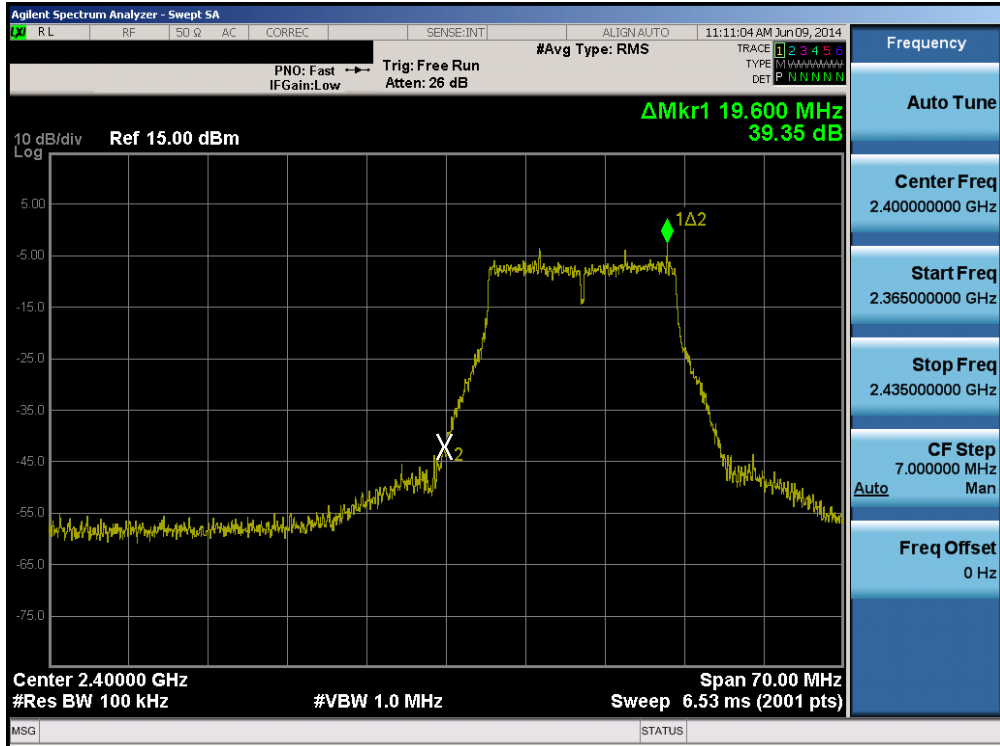 Agilent Spectrum Analyzer - Swept SA
LXI RL RF 50 Ω AC CORREC SENSE:INT ALIGN AUTO 11:11:04 AM Jun 09, 2014
#Avg Type: RMS TRACE 1 2 3 4 5 6
PNO: Fast Trig: Free Run TYPE M W W W W W
IFGain:Low Atten: 26 dB DET P N N N N N
ΔMkr1 19.600 MHz
39.35 dB
10 dB/div Ref 15.00 dBm
Log
5.00
1Δ2
-5.00
-15.0
-25.0
-35.0
-45.0
X2
-55.0
-65.0
-75.0
Center 2.40000 GHz Span 70.00 MHz
#Res BW 100 kHz #VBW 1.0 MHz Sweep 6.53 ms (2001 pts)
MSG STATUS
Frequency
Auto Tune
Center Freq
2.400000000 GHz
Start Freq
2.365000000 GHz
Stop Freq
2.435000000 GHz
CF Step
7.000000 MHz
Auto Man
Freq Offset
0 Hz